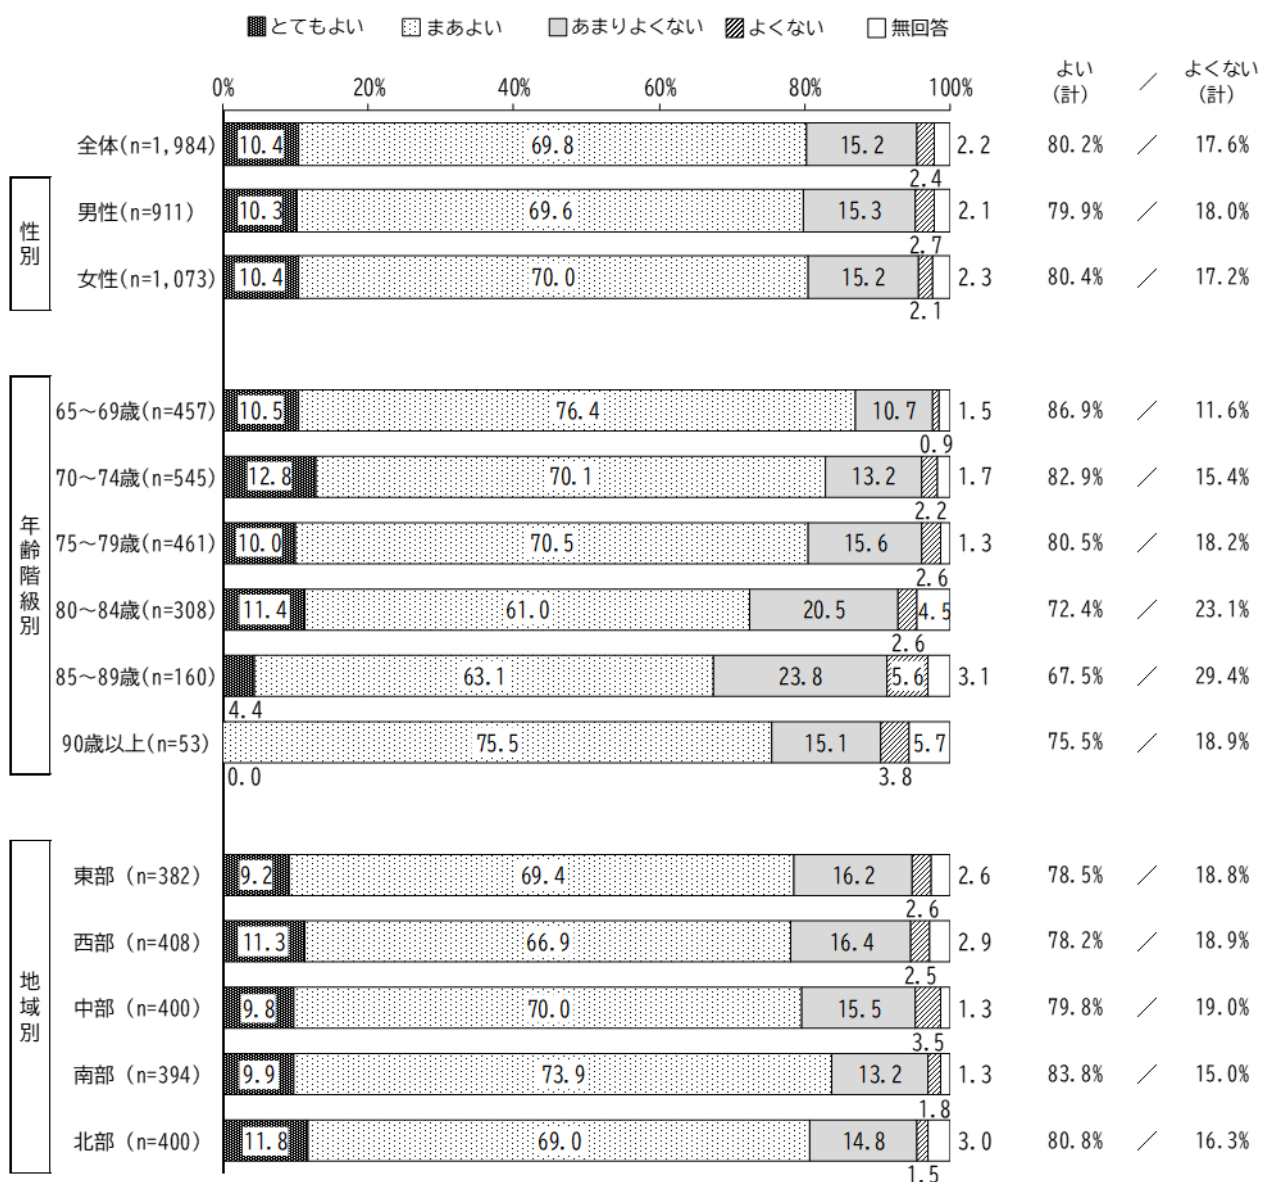 とてもよい まあよい あまりよくない よくない 無回答
よい(計) ／ よくない(計)
0% 20% 40% 60% 80% 100%
全体(n=1,984) 10.4 69.8 15.2 2.4 2.2 80.2% ／ 17.6%
性別
男性(n=911) 10.3 69.6 15.3 2.7 2.1 79.9% ／ 18.0%
女性(n=1,073) 10.4 70.0 15.2 2.1 2.3 80.4% ／ 17.2%
年齢階級別
65～69歳(n=457) 10.5 76.4 10.7 0.9 1.5 86.9% ／ 11.6%
70～74歳(n=545) 12.8 70.1 13.2 2.2 1.7 82.9% ／ 15.4%
75～79歳(n=461) 10.0 70.5 15.6 2.6 1.3 80.5% ／ 18.2%
80～84歳(n=308) 11.4 61.0 20.5 2.6 4.5 72.4% ／ 23.1%
85～89歳(n=160) 4.4 63.1 23.8 5.6 3.1 67.5% ／ 29.4%
90歳以上(n=53) 0.0 75.5 15.1 3.8 5.7 75.5% ／ 18.9%
地域別
東部 (n=382) 9.2 69.4 16.2 2.6 2.6 78.5% ／ 18.8%
西部 (n=408) 11.3 66.9 16.4 2.5 2.9 78.2% ／ 18.9%
中部 (n=400) 9.8 70.0 15.5 3.5 1.3 79.8% ／ 19.0%
南部 (n=394) 9.9 73.9 13.2 1.8 1.3 83.8% ／ 15.0%
北部 (n=400) 11.8 69.0 14.8 1.5 3.0 80.8% ／ 16.3%